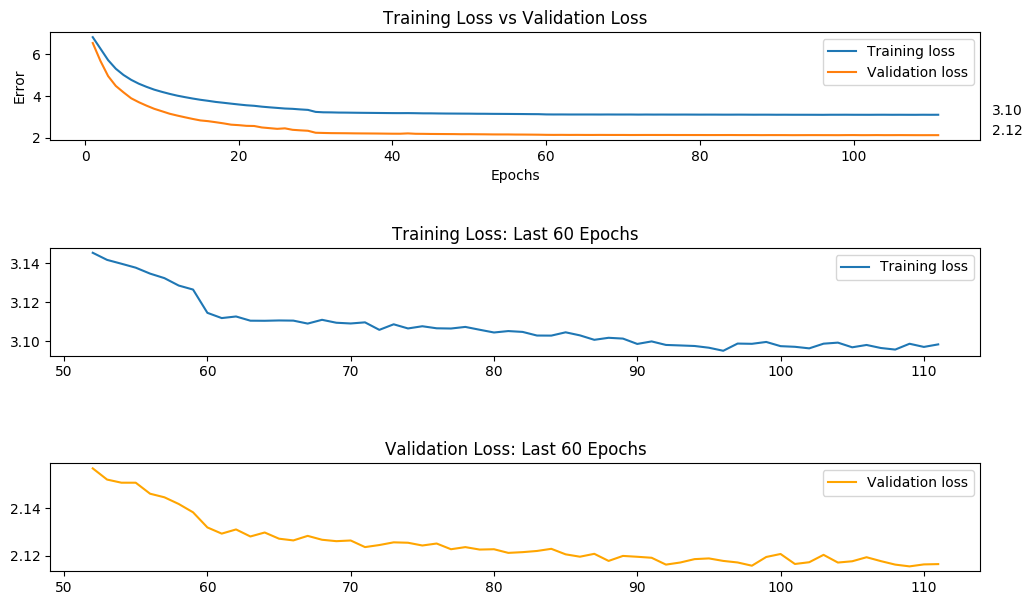 Training Loss vs Validation Loss
Error
6
4
2
Training loss
Validation loss
3.10
2.12
0 20 40 60 80 100
Epochs
Training Loss: Last 60 Epochs
3.14
3.12
3.10
Training loss
50 60 70 80 90 100 110
Validation Loss: Last 60 Epochs
2.14
2.12
Validation loss
50 60 70 80 90 100 110